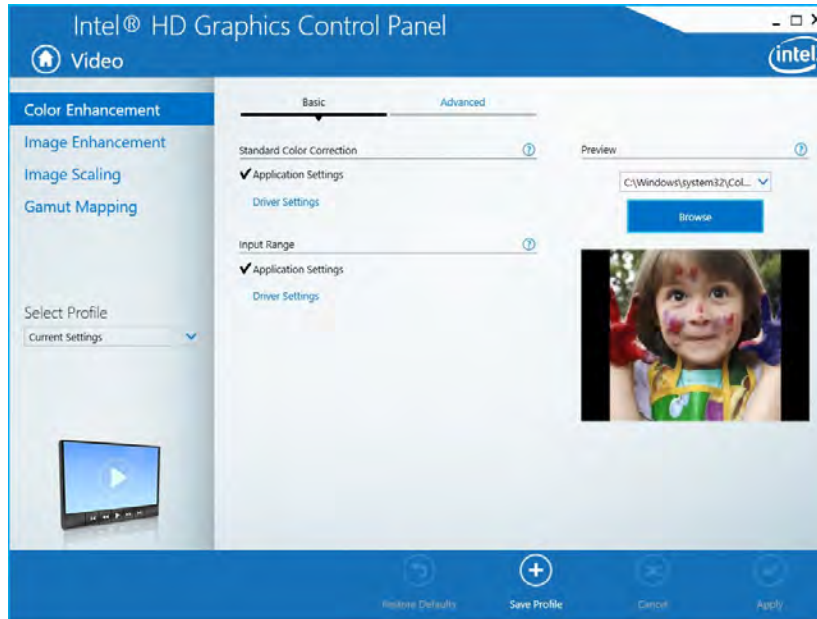 Intel® HD Graphics Control Panel
Video
intel
Color Enhancement
Image Enhancement
Image Scaling
Gamut Mapping
Select Profile
Current Settings
Basic
Advanced
Standard Color Correction
Application Settings
Driver Settings
Input Range
Application Settings
Driver Settings
Preview
C:\Windows\system32\Col...
Browse
Restore Defaults
Save Profile
Cancel
Apply